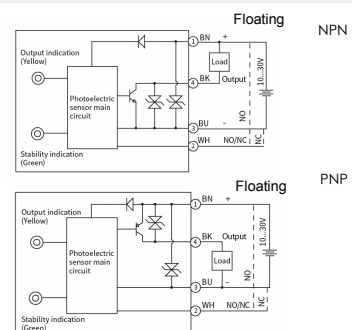 Floating
NPN
① BN +
Output indication
(Yellow)
Load
10...30V
④ BK Output
Photoelectric
sensor main
circuit
NO
③ BU -
② WH NO/NC NC
Stability indication
(Green)
Floating
PNP
① BN +
Output indication
(Yellow)
④ BK Output
10...30V
Photoelectric
sensor main
circuit
Load
NO
③ BU -
② WH NO/NC NC
Stability indication
(Green)